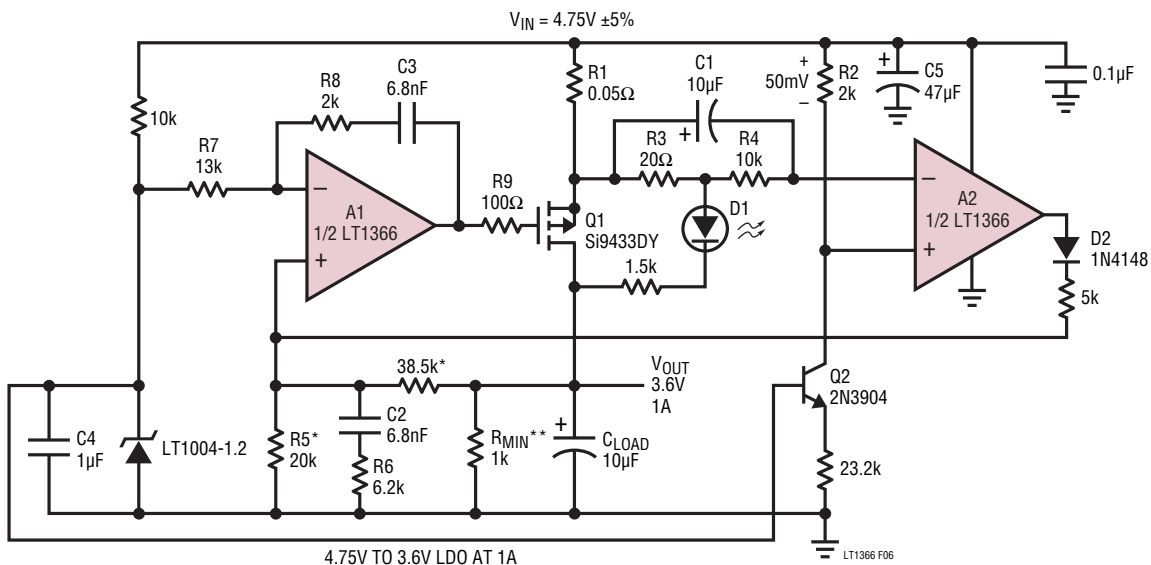 V_IN = 4.75V ±5%
10k
R7
13k
R8
2k
C3
6.8nF
A1
1/2 LT1366
−
+
R9
100Ω
R1
0.05Ω
Q1
Si9433DY
C1
10µF
+
R3
20Ω
R4
10k
D1
1.5k
+
50mV
−
R2
2k
+
C5
47µF
0.1µF
−
A2
1/2 LT1366
+
D2
1N4148
5k
38.5k*
V_OUT
3.6V
1A
Q2
2N3904
C4
1µF
LT1004-1.2
R5*
20k
C2
6.8nF
R6
6.2k
R_MIN**
1k
+
C_LOAD
10µF
23.2k
4.75V TO 3.6V LDO AT 1A
LT1366 F06